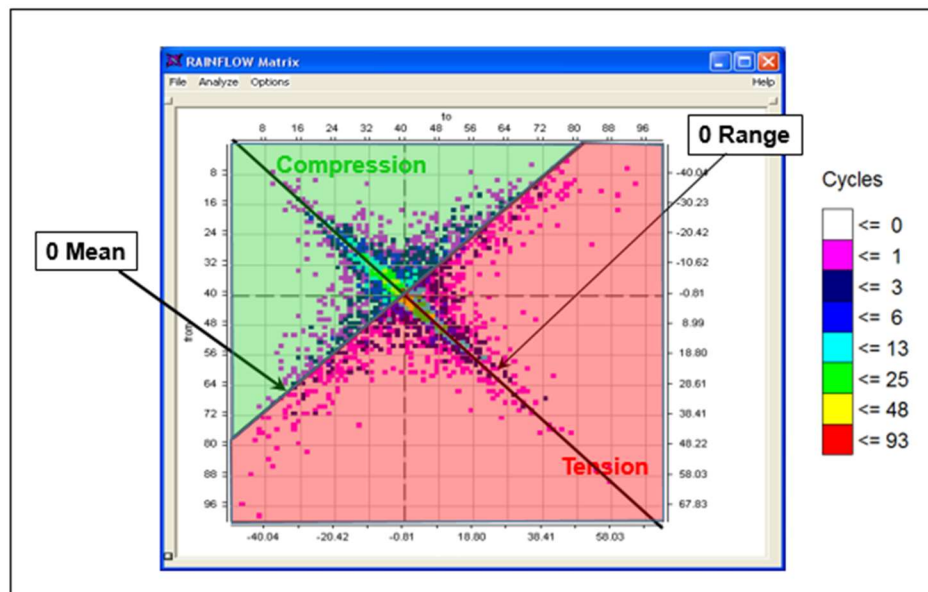 RAINFLOW Matrix
File Analyze Options Help
to
8 16 24 32 40 48 56 64 72 80 88 96
0 Range
Compression
Cycles
0 Mean
from
8 -40.04
16 -30.23
24 -20.42
32 -10.62
40 -0.81
48 8.99
56 18.80
64 28.61
72 38.41
80 48.22
88 58.03
96 67.83
Tension
-40.04 -20.42 -0.81 18.80 38.41 58.03
<= 0
<= 1
<= 3
<= 6
<= 13
<= 25
<= 48
<= 93